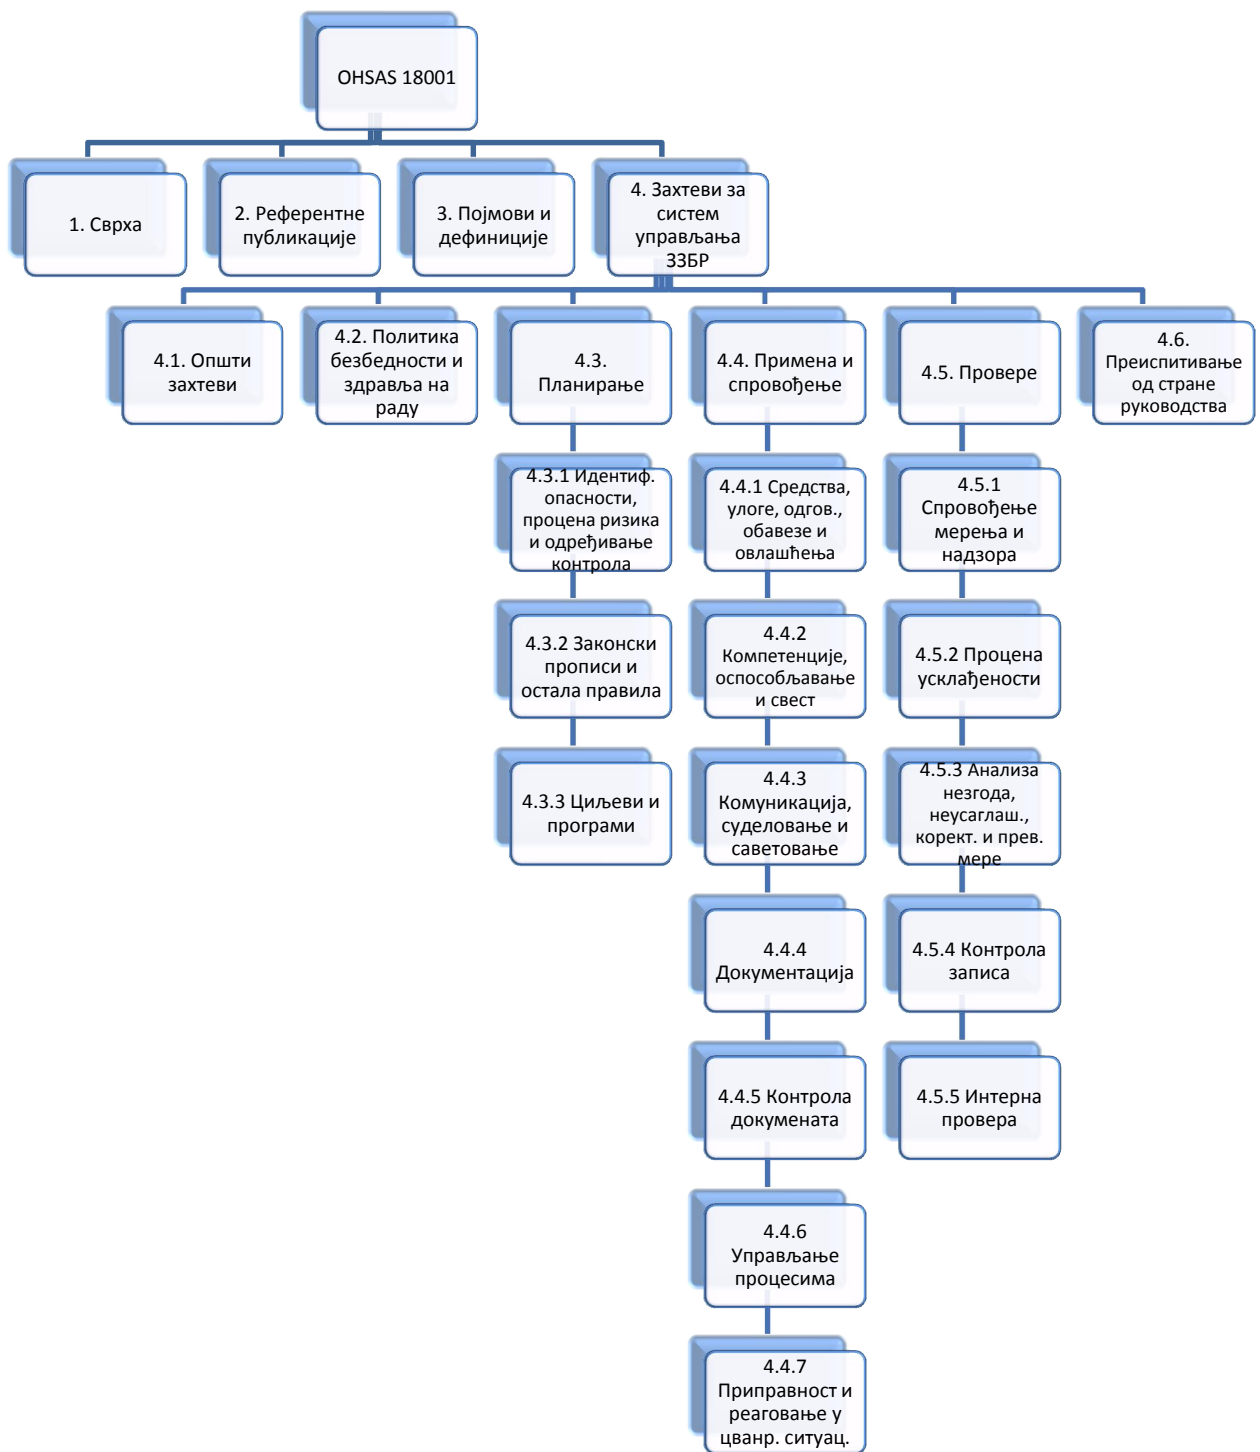 OHSAS 18001
1. Сврха
2. Референтне
публикације
3. Појмови и
дефиниције
4. Захтеви за
систем
управљања
ЗЗБР
4.1. Општи
захтеви
4.2. Политика
безбедности и
здравља на
раду
4.3.
Планирање
4.4. Примена и
спровођење
4.5. Провере
4.6.
Преиспитивање
од стране
руководства
4.3.1 Идентиф.
опасности,
процена ризика
и одређивање
контрола
4.3.2 Законски
прописи и
остала правила
4.3.3 Циљеви и
програми
4.4.1 Средства,
улоге, одгов.,
обавезе и
овлашћења
4.4.2
Компетенције,
оспособљавање
и свест
4.4.3
Комуникација,
суделовање и
саветовање
4.4.4
Документација
4.4.5 Контрола
докумената
4.4.6
Управљање
процесима
4.4.7
Приправност и
реаговање у
цванр. ситуац.
4.5.1
Спровођење
мерења и
надзора
4.5.2 Процена
усклађености
4.5.3 Анализа
незгода,
неусаглаш.,
корект. и прев.
мере
4.5.4 Контрола
записа
4.5.5 Интерна
провера